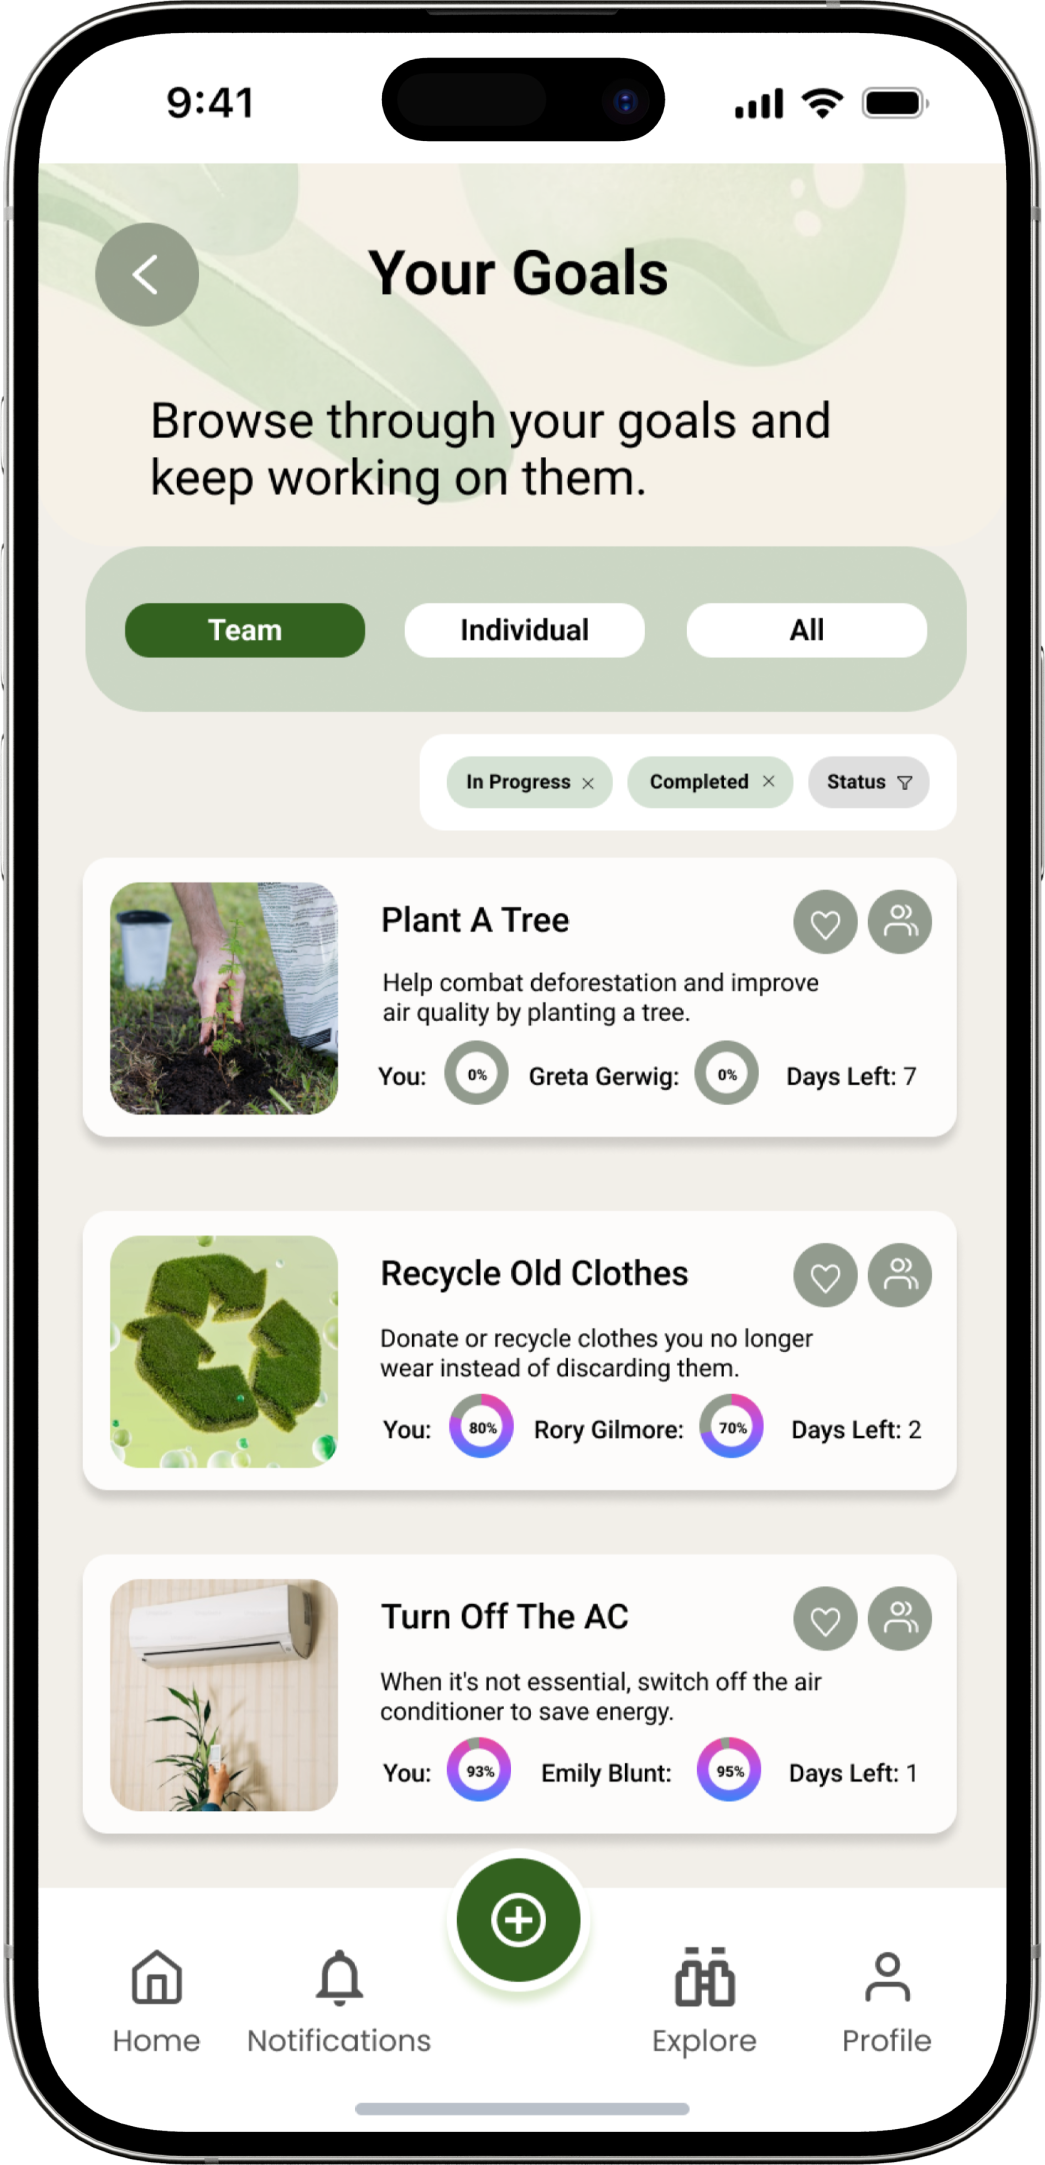 9:41
Your Goals
Browse through your goals and
keep working on them.
Team Individual All
In Progress Completed Status
Plant A Tree
Help combat deforestation and improve
air quality by planting a tree.
You: 0% Greta Gerwig: 0% Days Left: 7
Recycle Old Clothes
Donate or recycle clothes you no longer
wear instead of discarding them.
You: 80% Rory Gilmore: 70% Days Left: 2
Turn Off The AC
When it's not essential, switch off the air
conditioner to save energy.
You: 93% Emily Blunt: 95% Days Left: 1
Home Notifications Explore Profile